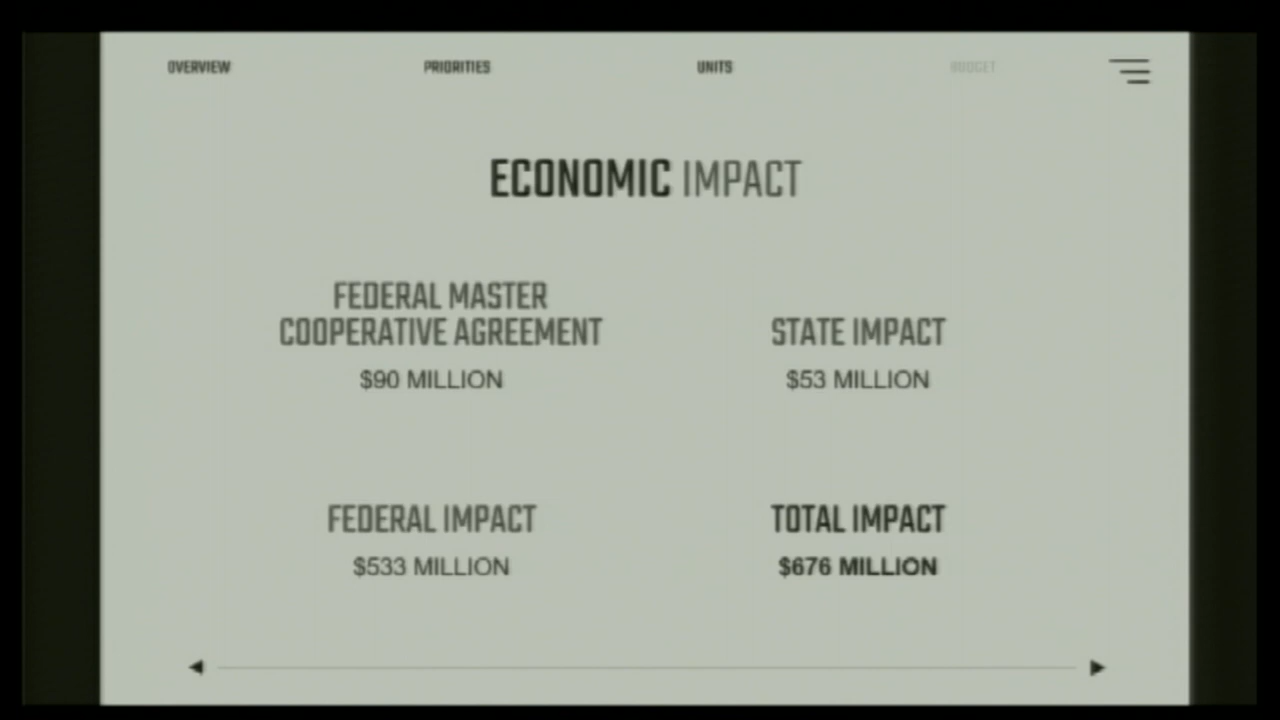 OVERVIEW PRIORITIES UNITS BUDGET
ECONOMIC IMPACT
FEDERAL MASTER
COOPERATIVE AGREEMENT
$90 MILLION
STATE IMPACT
$53 MILLION
FEDERAL IMPACT
$533 MILLION
TOTAL IMPACT
$676 MILLION